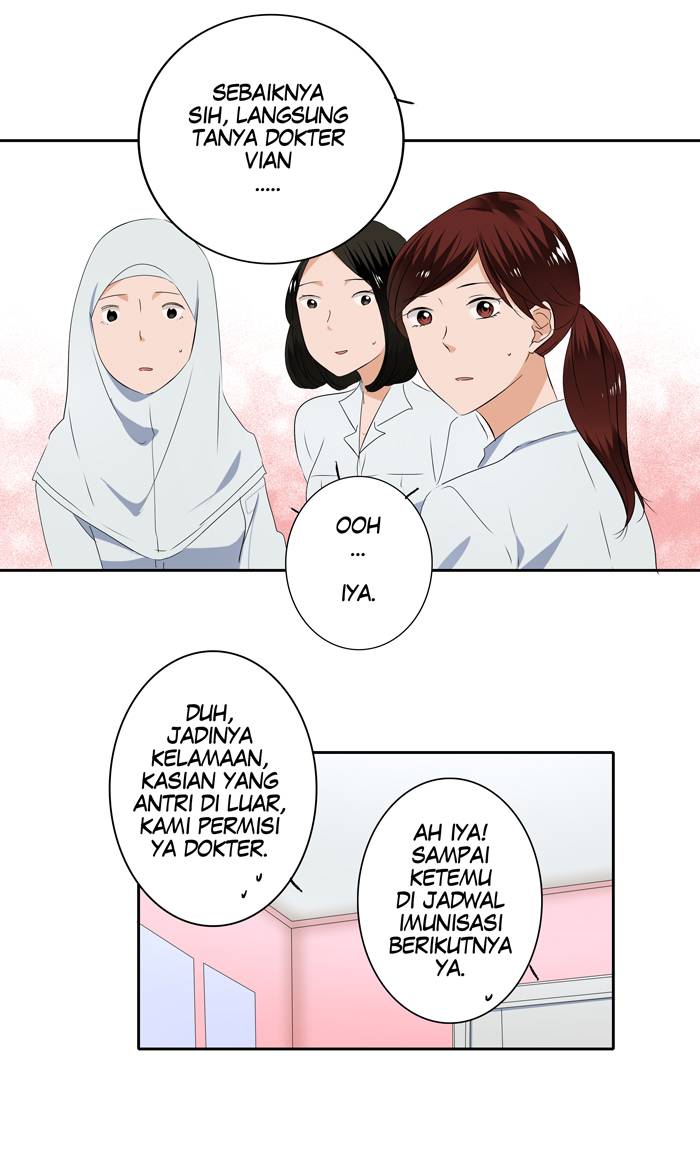 SEBAIKNYA
SIH, LANGSUNG
TANYA DOKTER
VIAN
.....
OOH
...
IYA.
DUH,
JADINYA
KELAMAAN,
KASIAN YANG
ANTRI DI LUAR,
KAMI PERMISI
YA DOKTER.
AH IYA!
SAMPAI
KETEMU
DI JADWAL
IMUNISASI
BERIKUTNYA
YA.